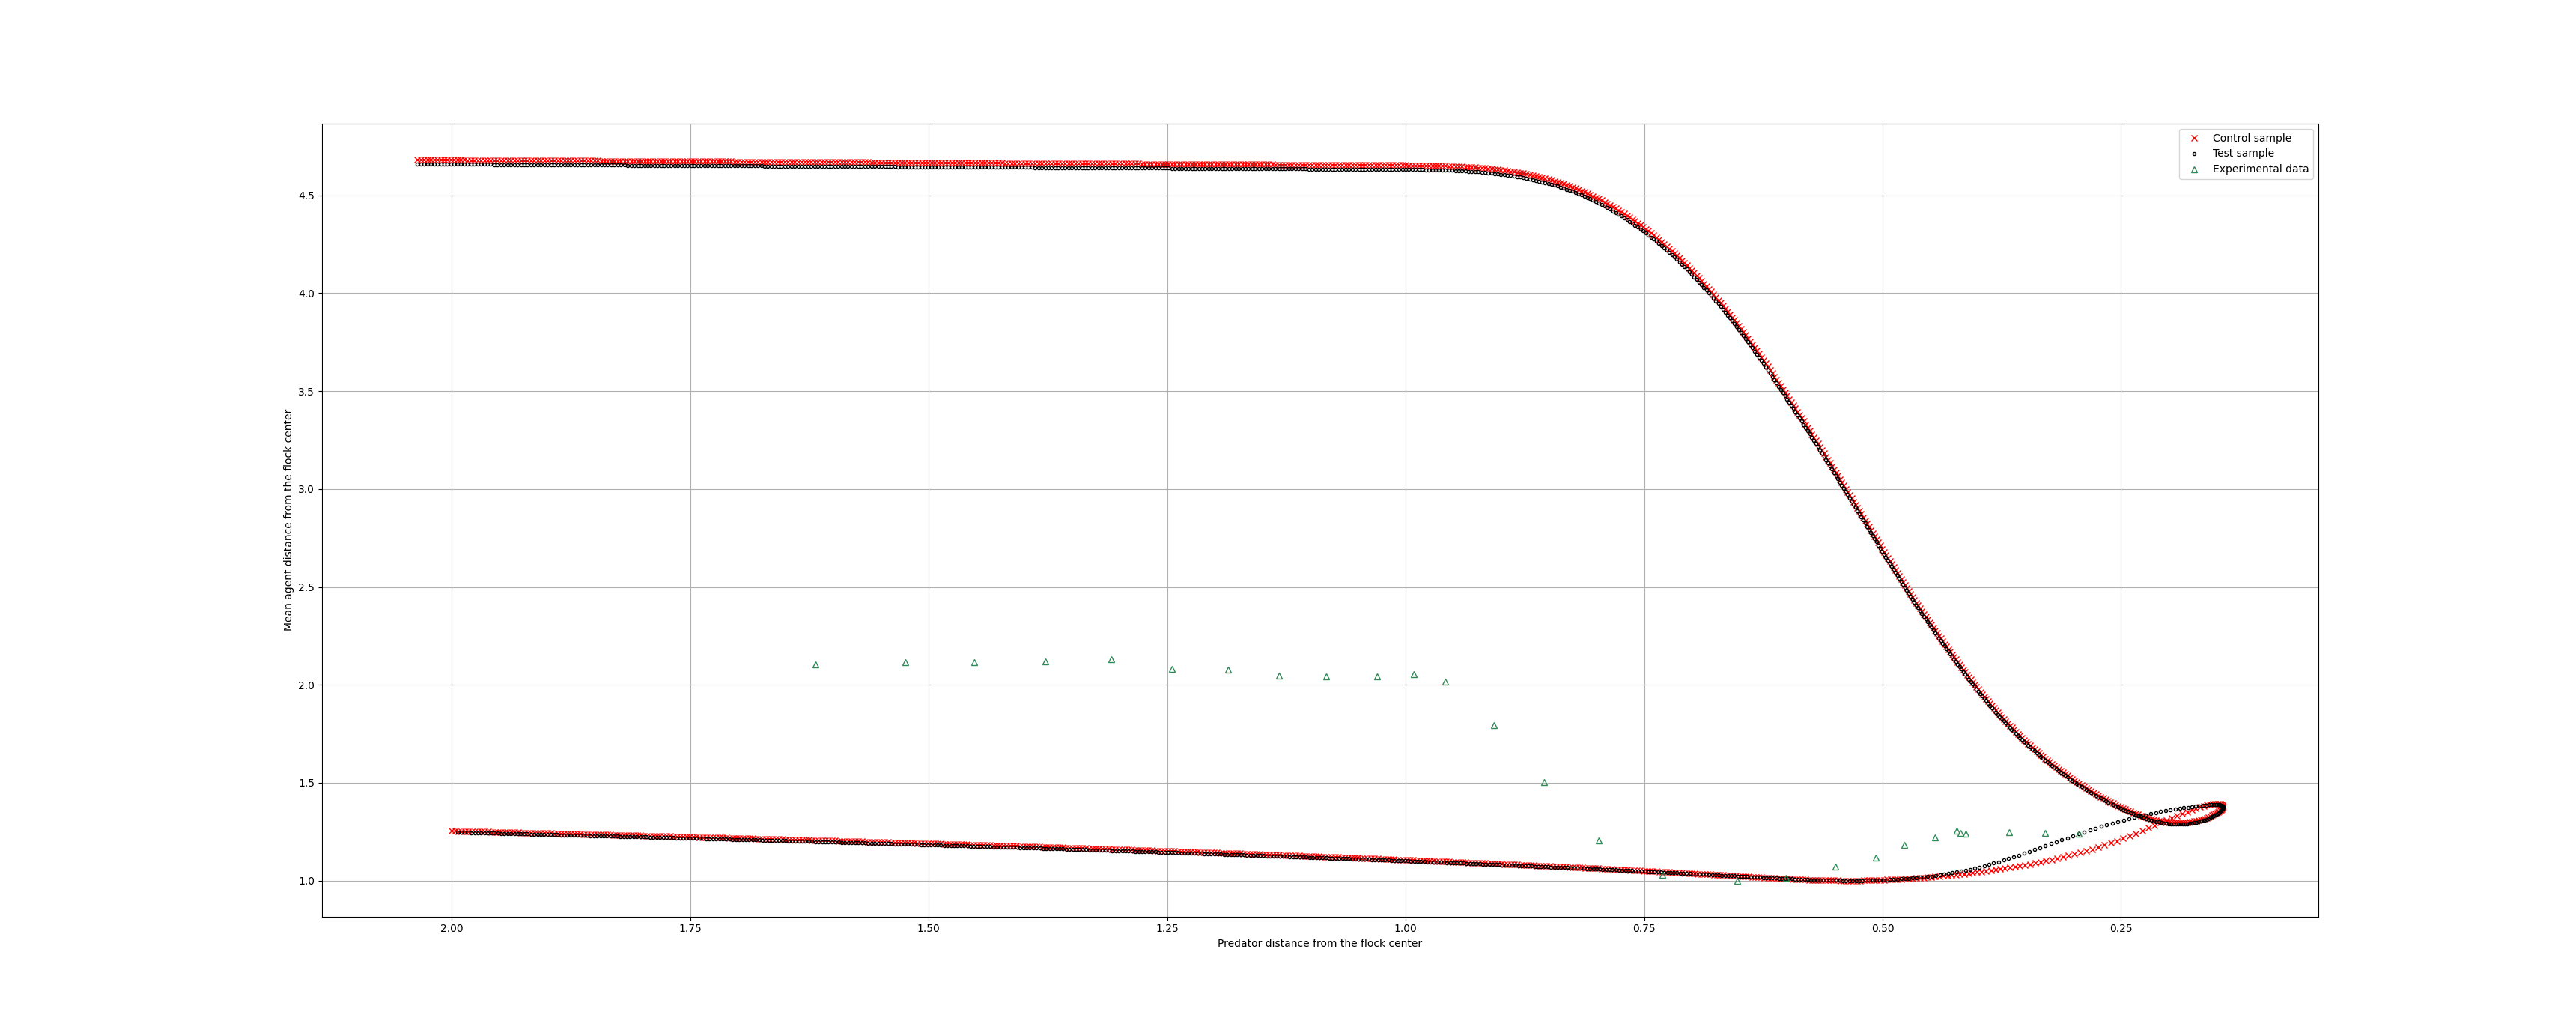 Control sample
Test sample
Experimental data
4.5
4.0
3.5
3.0
2.5
2.0
1.5
1.0
Mean agent distance from the flock center
2.00 1.75 1.50 1.25 1.00 0.75 0.50 0.25
Predator distance from the flock center